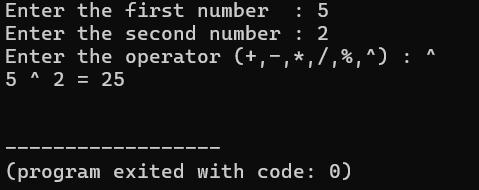 Enter the first number  : 5
Enter the second number : 2
Enter the operator (+,-,*,/,%,^) : ^
5 ^ 2 = 25
------------------
(program exited with code: 0)